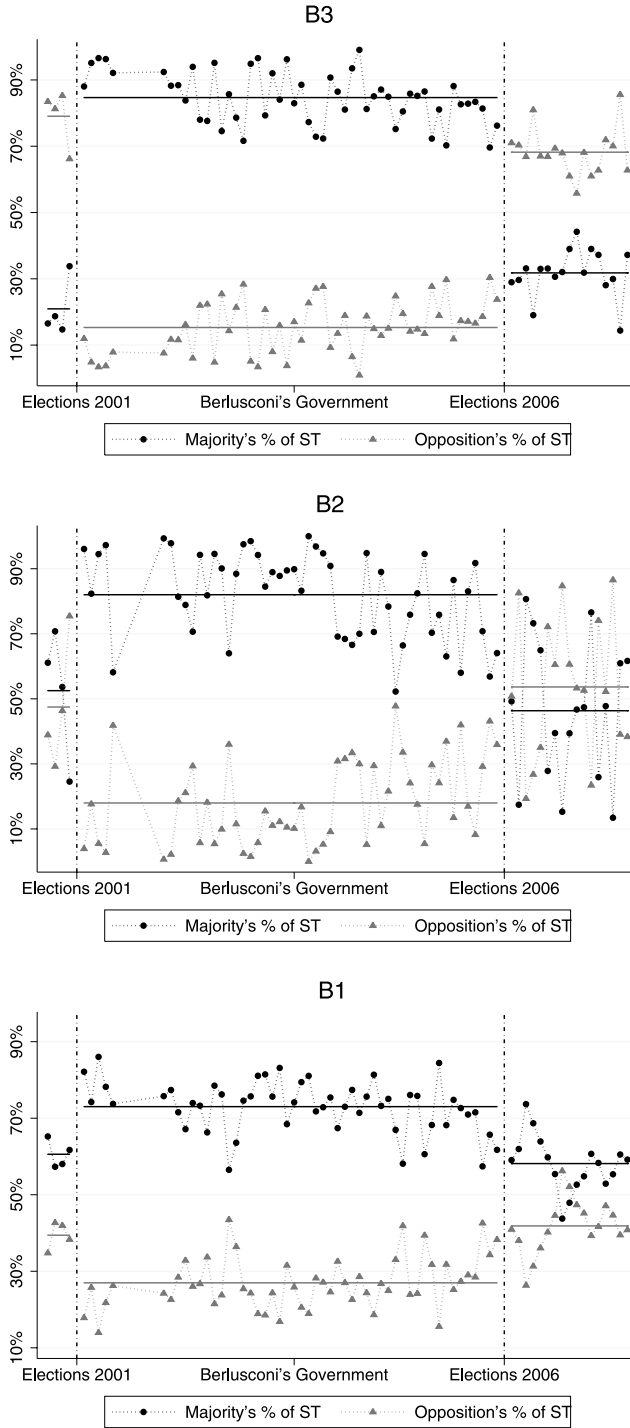 B3
90%
70%
50%
30%
10%
Elections 2001 Berlusconi's Government Elections 2006
Majority's % of ST Opposition's % of ST
B2
90%
70%
50%
30%
10%
Elections 2001 Berlusconi's Government Elections 2006
Majority's % of ST Opposition's % of ST
B1
90%
70%
50%
30%
10%
Elections 2001 Berlusconi's Government Elections 2006
Majority's % of ST Opposition's % of ST